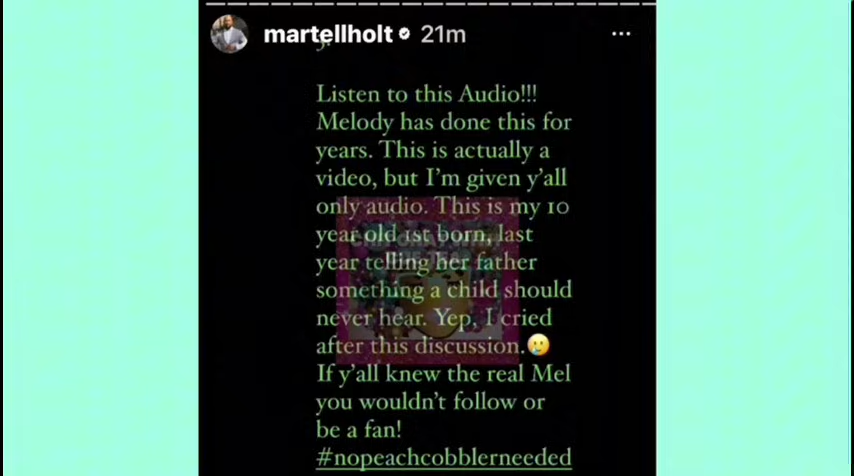 martellholt 21m
Listen to this Audio!!!
Melody has done this for
years. This is actually a
video, but I'm given y'all
only audio. This is my 10
year old 1st born, last
year telling her father
something a child should
never hear. Yep, I cried
after this discussion.🥲
If y'all knew the real Mel
you wouldn't follow or
be a fan!
#nopeachcobblerneeded